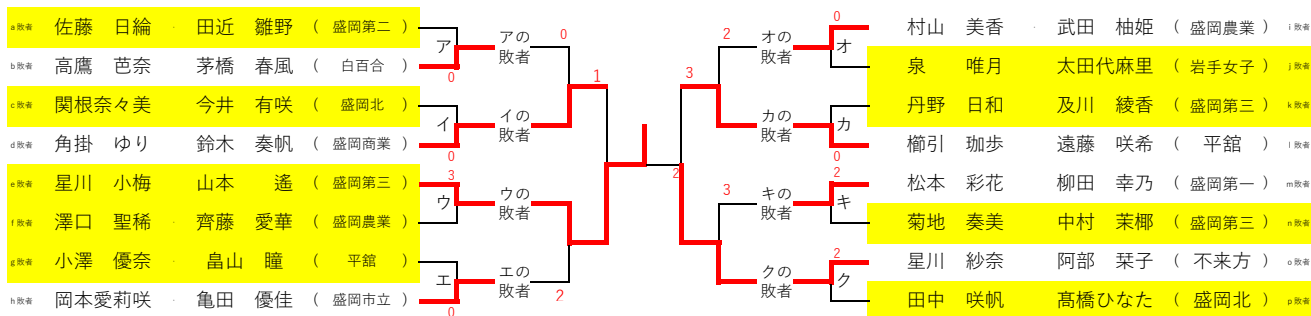 a敗者 佐藤 日綸 ・ 田近 雛野 ( 盛岡第二 )
ア
0
アの敗者
0
b敗者 高鷹 芭奈 茅橋 春風 ( 白百合 )
1
c敗者 関根奈々美 今井 有咲 ( 盛岡北 )
イ
0
イの敗者
d敗者 角掛 ゆり 鈴木 奏帆 ( 盛岡商業 )
e敗者 星川 小梅 山本 遙 ( 盛岡第三 )
3
ウ
ウの敗者
f敗者 澤口 聖稀 ・ 齊藤 愛華 ( 盛岡農業 )
g敗者 小澤 優奈 ・ 畠山 瞳 ( 平舘 )
エ
0
エの敗者
2
h敗者 岡本愛莉咲 ・ 亀田 優佳 ( 盛岡市立 )
2
村山 美香 ・ 武田 柚姫 ( 盛岡農業 ) i敗者
0
オ
オの敗者
2
泉 唯月 太田代麻里 ( 岩手女子 ) j敗者
3
丹野 日和 及川 綾香 ( 盛岡第三 ) k敗者
カ
0
カの敗者
櫛引 珈歩 遠藤 咲希 ( 平舘 ) l敗者
松本 彩花 柳田 幸乃 ( 盛岡第一 ) m敗者
2
キ
キの敗者
3
菊地 奏美 中村 茉椰 ( 盛岡第三 ) n敗者
星川 紗奈 阿部 栞子 ( 不来方 ) o敗者
2
ク
クの敗者
田中 咲帆 髙橋ひなた ( 盛岡北 ) p敗者